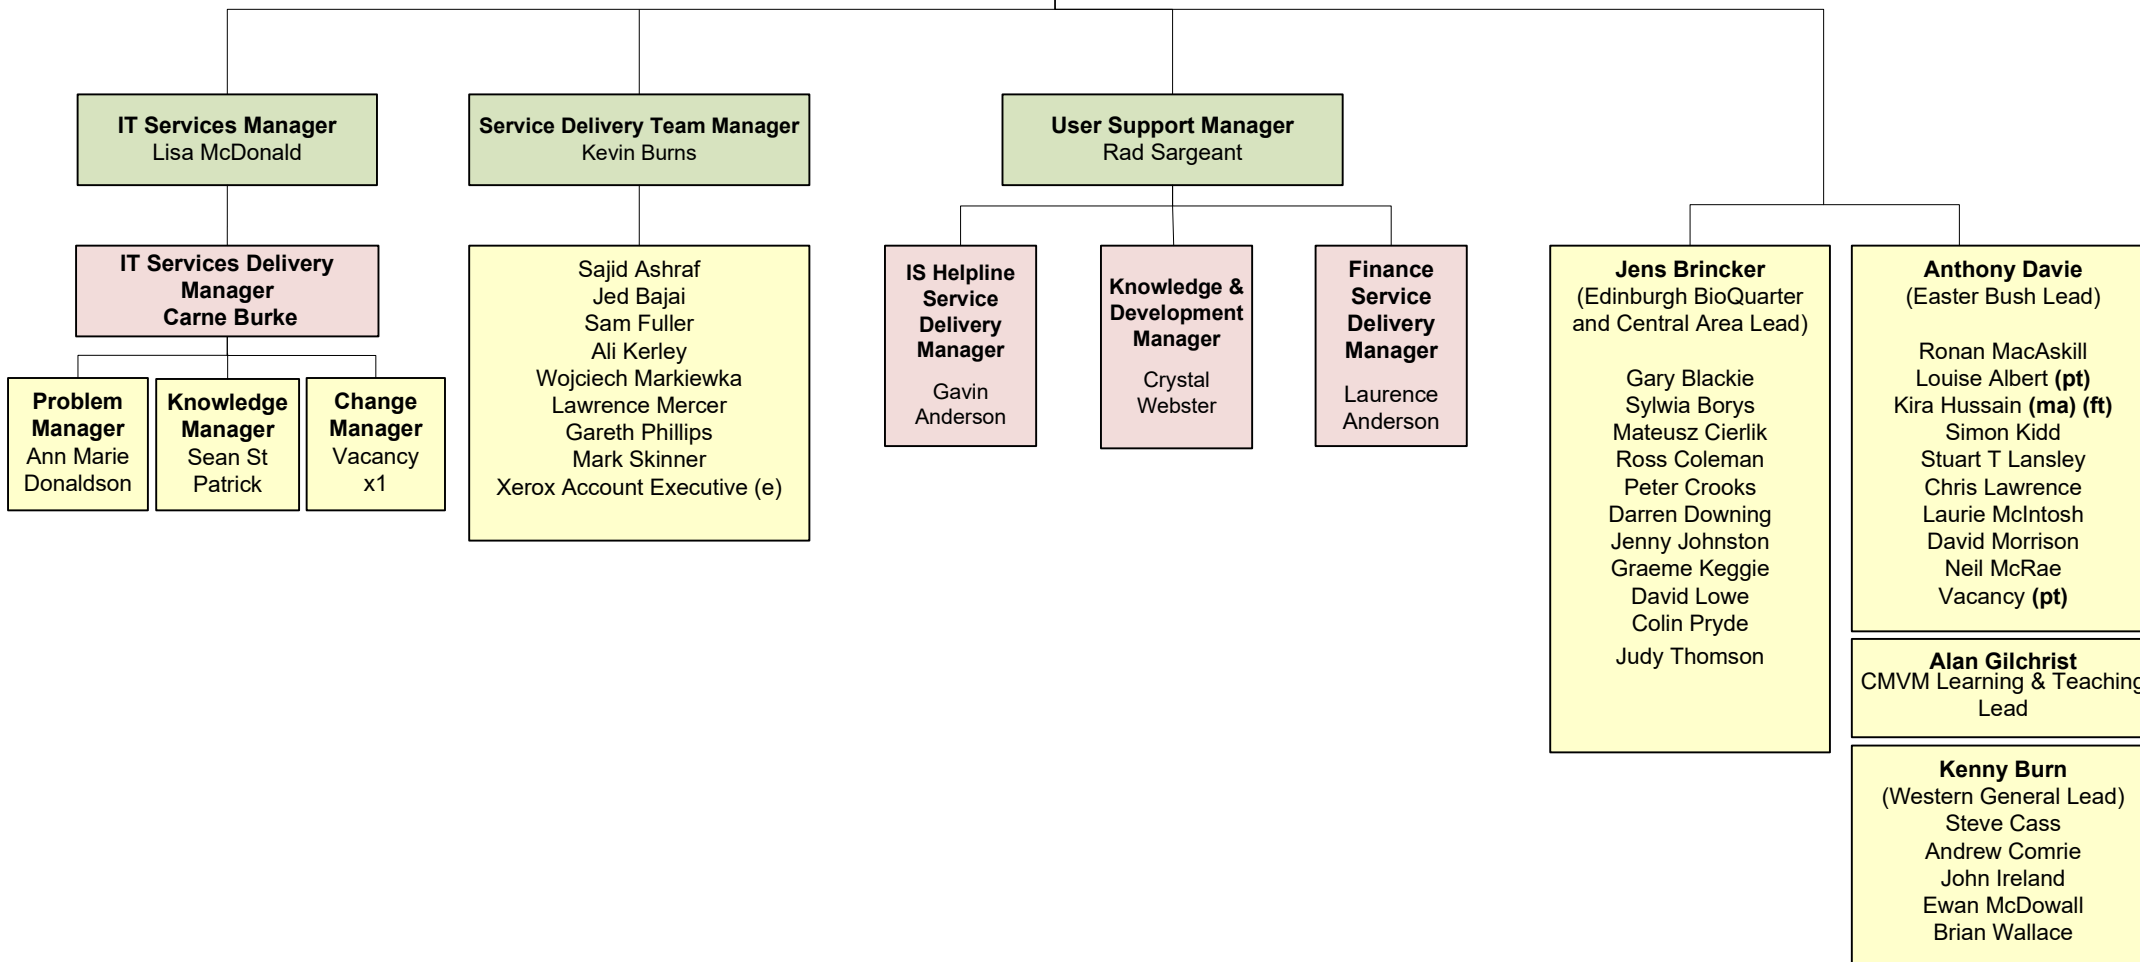 IT Services Manager
Lisa McDonald
Service Delivery Team Manager
Kevin Burns
User Support Manager
Rad Sargeant
IT Services Delivery
Manager
Carne Burke
Problem
Manager
Ann Marie
Donaldson
Knowledge
Manager
Sean St
Patrick
Change
Manager
Vacancy
x1
Sajid Ashraf
Jed Bajai
Sam Fuller
Ali Kerley
Wojciech Markiewka
Lawrence Mercer
Gareth Phillips
Mark Skinner
Xerox Account Executive (e)
IS Helpline
Service
Delivery
Manager
Gavin
Anderson
Knowledge &
Development
Manager
Crystal
Webster
Finance
Service
Delivery
Manager
Laurence
Anderson
Jens Brincker
(Edinburgh BioQuarter
and Central Area Lead)
Gary Blackie
Sylwia Borys
Mateusz Cierlik
Ross Coleman
Peter Crooks
Darren Downing
Jenny Johnston
Graeme Keggie
David Lowe
Colin Pryde
Judy Thomson
Anthony Davie
(Easter Bush Lead)
Ronan MacAskill
Louise Albert (pt)
Kira Hussain (ma) (ft)
Simon Kidd
Stuart T Lansley
Chris Lawrence
Laurie McIntosh
David Morrison
Neil McRae
Vacancy (pt)
Alan Gilchrist
CMVM Learning & Teaching
Lead
Kenny Burn
(Western General Lead)
Steve Cass
Andrew Comrie
John Ireland
Ewan McDowall
Brian Wallace